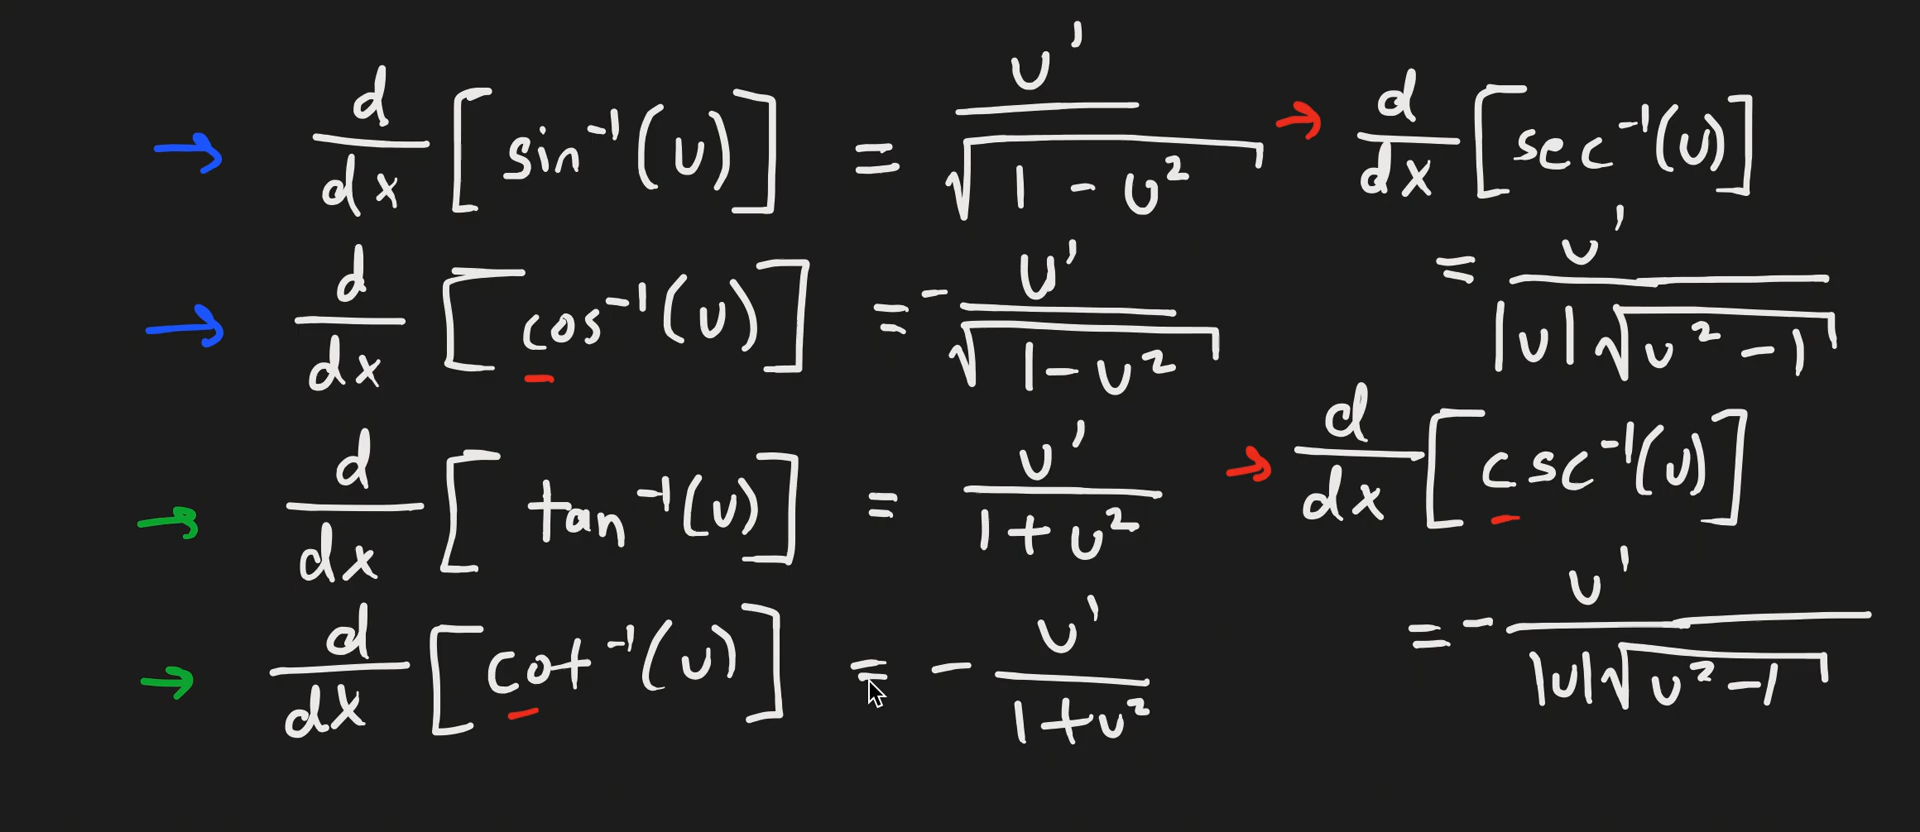 d/dx [sin⁻¹(u)] = u'/√(1 - u²)
d/dx [cos⁻¹(u)] = - u'/√(1 - u²)
d/dx [tan⁻¹(u)] = u'/(1 + u²)
d/dx [cot⁻¹(u)] = - u'/(1 + u²)
d/dx [sec⁻¹(u)]
= u'/(|u|√(u² - 1))
d/dx [csc⁻¹(u)]
= - u'/(|u|√(u² - 1))